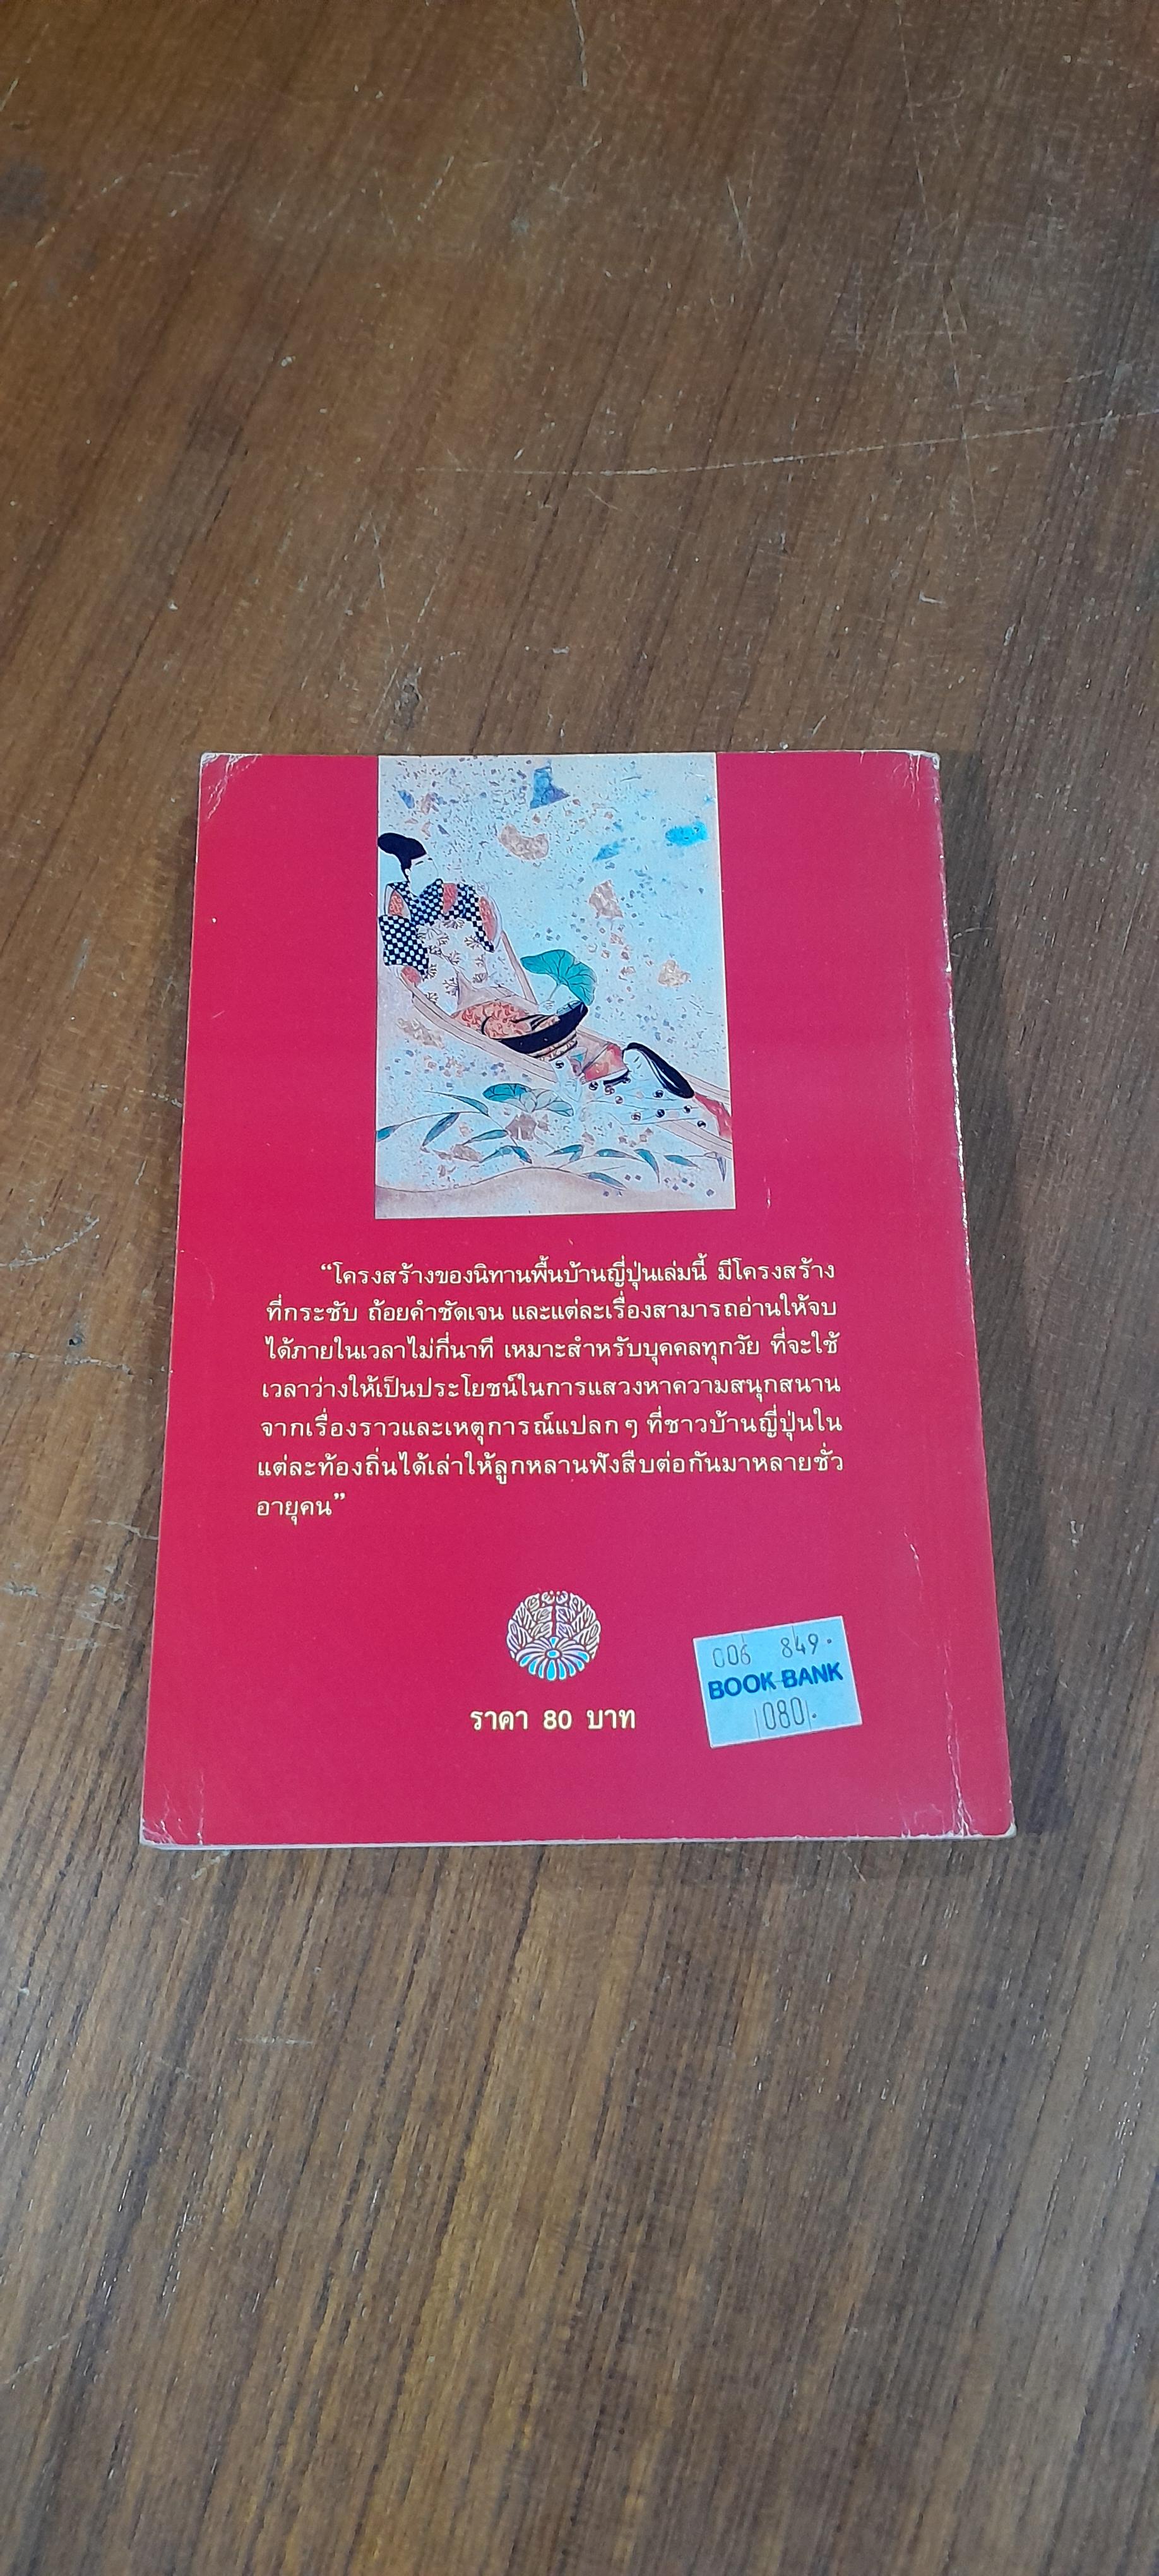 “โครงสร้างของนิทานพื้นบ้านญี่ปุ่นเล่มนี้ มีโครงสร้าง
ที่กระชับ ถ้อยคำชัดเจน และแต่ละเรื่องสามารถอ่านให้จบ
ได้ภายในเวลาไม่กี่นาที เหมาะสำหรับบุคคลทุกวัย ที่จะใช้
เวลาว่างให้เป็นประโยชน์ในการแสวงหาความสนุกสนาน
จากเรื่องราวและเหตุการณ์แปลก ๆ ที่ชาวบ้านญี่ปุ่นใน
แต่ละท้องถิ่นได้เล่าให้ลูกหลานฟังสืบต่อกันมาหลายชั่ว
อายุคน”
006 849.
BOOK BANK
080.
ราคา 80 บาท